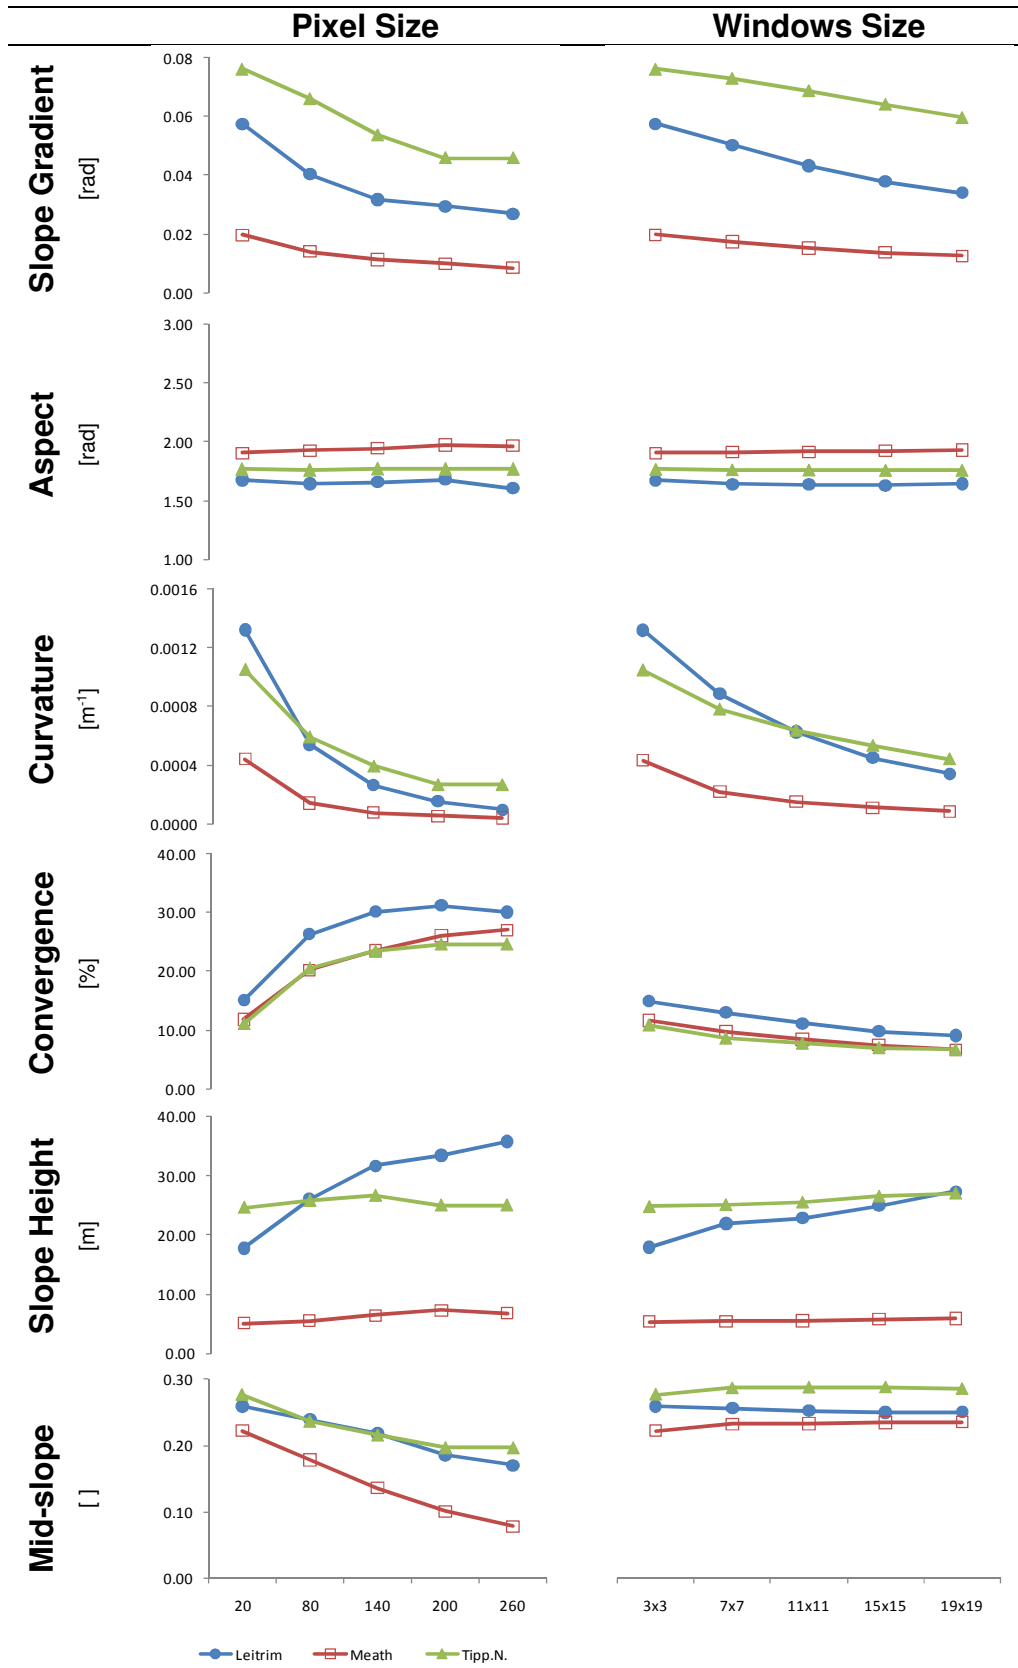 Pixel Size Windows Size
Slope Gradient
[rad]
0.08
0.06
0.04
0.02
0.00
Aspect
[rad]
3.00
2.50
2.00
1.50
1.00
Curvature
[m-1]
0.0016
0.0012
0.0008
0.0004
0.0000
Convergence
[%]
40.00
30.00
20.00
10.00
0.00
Slope Height
[m]
40.00
30.00
20.00
10.00
0.00
Mid-slope
[ ]
0.30
0.20
0.10
0.00
20 80 140 200 260 3x3 7x7 11x11 15x15 19x19
Leitrim Meath Tipp.N.